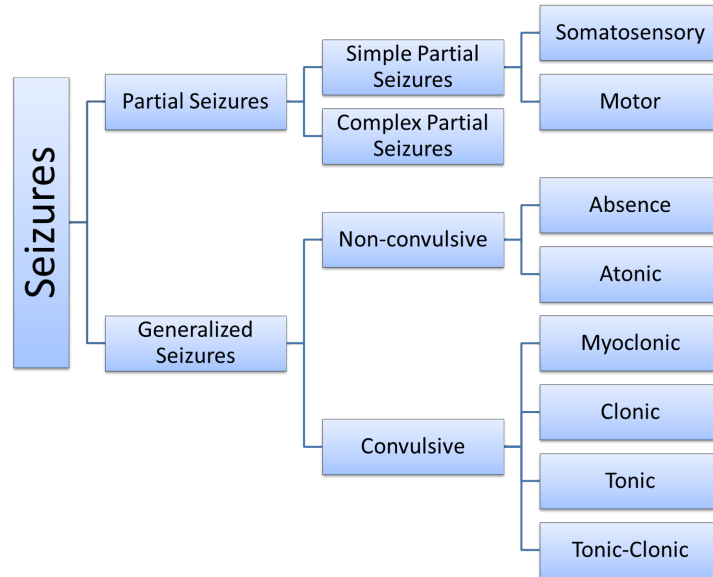 Seizures
Partial Seizures
Simple Partial
Seizures
Somatosensory
Motor
Complex Partial
Seizures
Generalized
Seizures
Non-convulsive
Absence
Atonic
Convulsive
Myoclonic
Clonic
Tonic
Tonic-Clonic